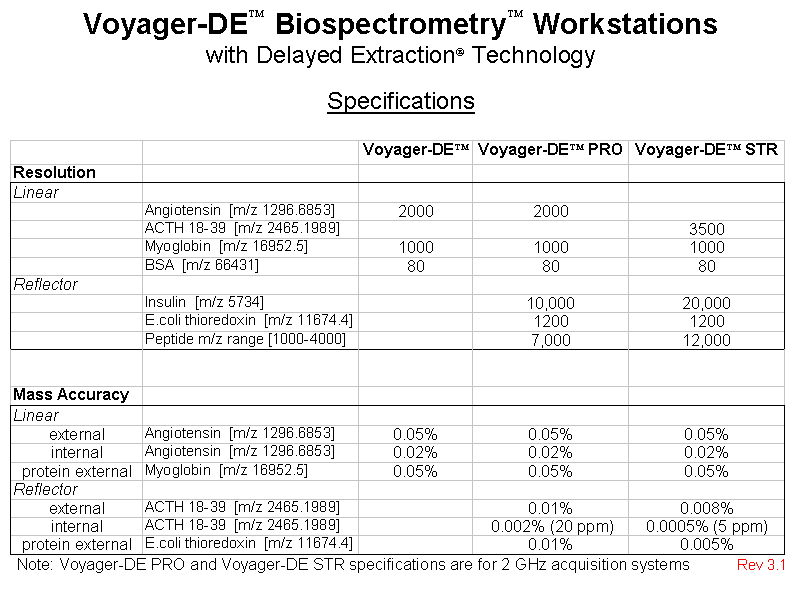 Voyager-DE™ Biospectrometry™ Workstations
with Delayed Extraction® Technology
Specifications
Voyager-DE™ Voyager-DE™ PRO Voyager-DE™ STR
Resolution
Linear
Angiotensin [m/z 1296.6853] 2000 2000
ACTH 18-39 [m/z 2465.1989] 3500
Myoglobin [m/z 16952.5] 1000 1000 1000
BSA [m/z 66431] 80 80 80
Reflector
Insulin [m/z 5734] 10,000 20,000
E.coli thioredoxin [m/z 11674.4] 1200 1200
Peptide m/z range [1000-4000] 7,000 12,000
Mass Accuracy
Linear
external Angiotensin [m/z 1296.6853] 0.05% 0.05% 0.05%
internal Angiotensin [m/z 1296.6853] 0.02% 0.02% 0.02%
protein external Myoglobin [m/z 16952.5] 0.05% 0.05% 0.05%
Reflector
external ACTH 18-39 [m/z 2465.1989] 0.01% 0.008%
internal ACTH 18-39 [m/z 2465.1989] 0.002% (20 ppm) 0.0005% (5 ppm)
protein external E.coli thioredoxin [m/z 11674.4] 0.01% 0.005%
Note: Voyager-DE PRO and Voyager-DE STR specifications are for 2 GHz acquisition systems Rev 3.1